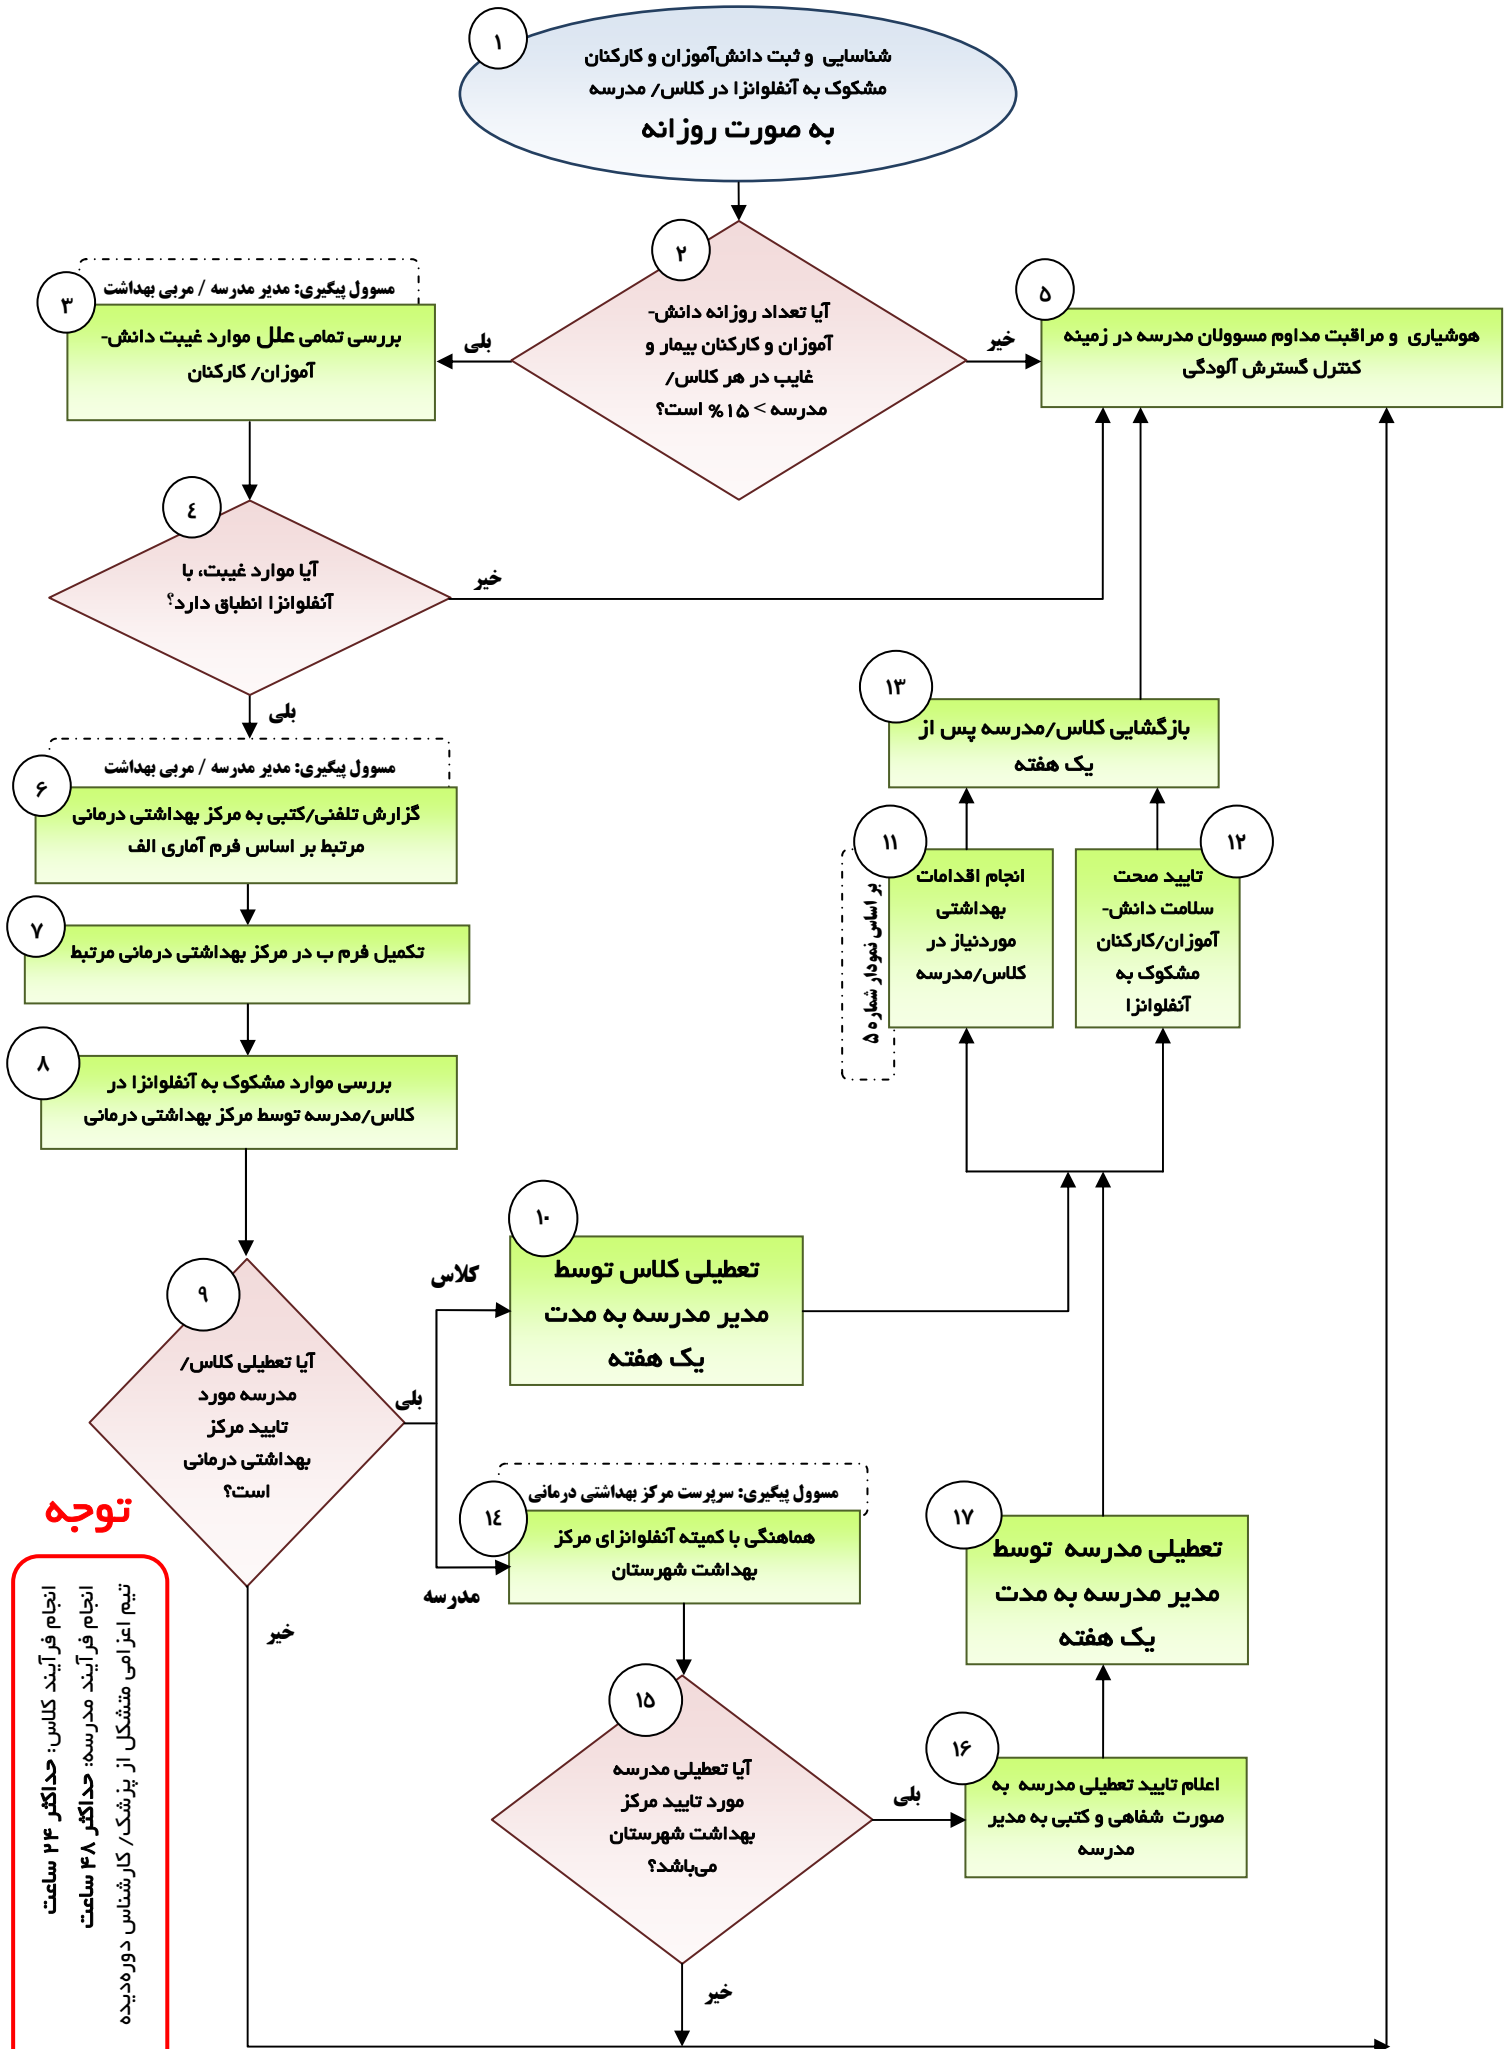 ۱
شناسایی و ثبت دانش‌آموزان و کارکنان
مشکوک به آنفلوانزا در کلاس/ مدرسه
به صورت روزانه
۲
آیا تعداد روزانه دانش-
آموزان و کارکنان بیمار و
غایب در هر کلاس/
مدرسه > ۱۵% است؟
بلی
خیر
۳
مسوول پیگیری: مدیر مدرسه / مربی بهداشت
بررسی تمامی علل موارد غیبت دانش-
آموزان/ کارکنان
۵
هوشیاری و مراقبت مداوم مسوولان مدرسه در زمینه
کنترل گسترش آلودگی
٤
آیا موارد غیبت، با
آنفلوانزا انطباق دارد؟
خیر
بلی
۶
مسوول پیگیری: مدیر مدرسه / مربی بهداشت
گزارش تلفنی/کتبی به مرکز بهداشتی درمانی
مرتبط بر اساس فرم آماری الف
۷
تکمیل فرم ب در مرکز بهداشتی درمانی مرتبط
۸
بررسی موارد مشکوک به آنفلوانزا در
کلاس/مدرسه توسط مرکز بهداشتی درمانی
۹
آیا تعطیلی کلاس/
مدرسه مورد
تایید مرکز
بهداشتی درمانی
است؟
بلی
خیر
کلاس
مدرسه
۱۰
تعطیلی کلاس توسط
مدیر مدرسه به مدت
یک هفته
۱۱
بر اساس نمودار شماره ۵
انجام اقدامات
بهداشتی
موردنیاز در
کلاس/مدرسه
۱۲
تایید صحت
سلامت دانش-
آموزان/کارکنان
مشکوک به
آنفلوانزا
۱۳
بازگشایی کلاس/مدرسه پس از
یک هفته
۱٤
مسوول پیگیری: سرپرست مرکز بهداشتی درمانی
هماهنگی با کمیته آنفلوانزای مرکز
بهداشت شهرستان
۱۵
آیا تعطیلی مدرسه
مورد تایید مرکز
بهداشت شهرستان
می‌باشد؟
بلی
خیر
۱۶
اعلام تایید تعطیلی مدرسه به
صورت شفاهی و کتبی به مدیر
مدرسه
۱۷
تعطیلی مدرسه توسط
مدیر مدرسه به مدت
یک هفته
توجه
انجام فرآیند کلاس: حداکثر ۲۴ ساعت
انجام فرآیند مدرسه: حداکثر ۴۸ ساعت
تیم اعزامی متشکل از پزشک/ کارشناس دوره‌دیده